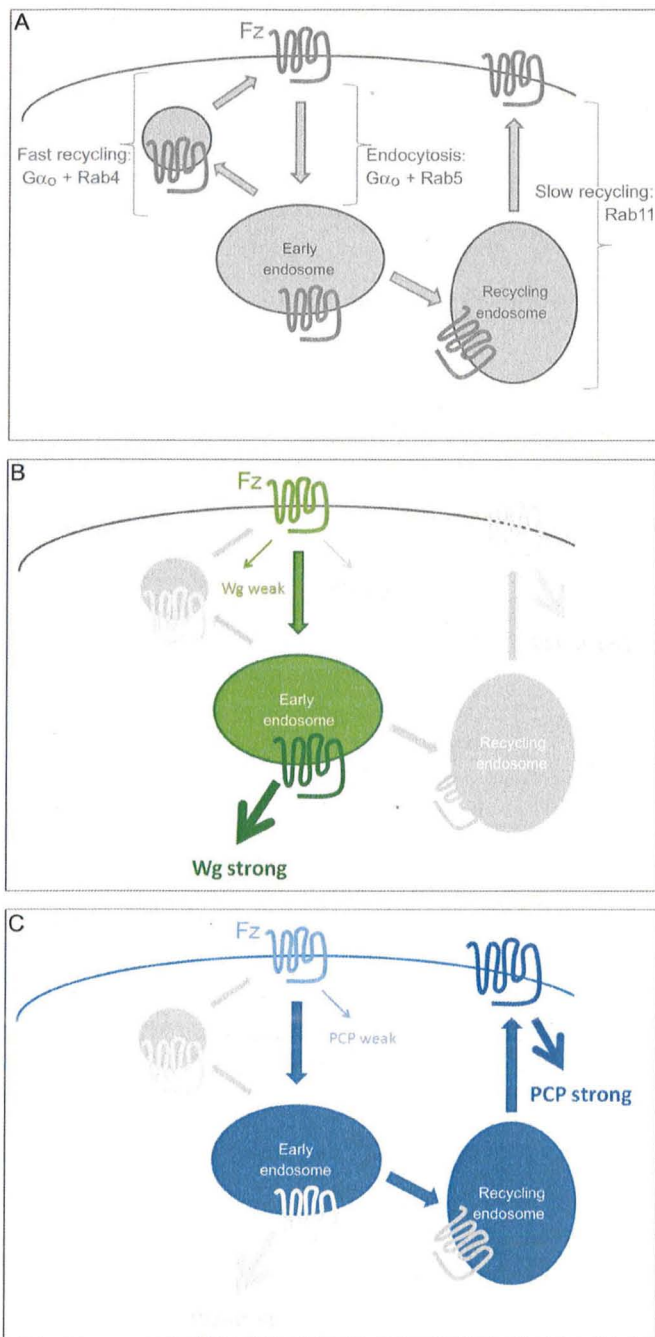 A
Fz
Fast recycling:
Gαo + Rab4
Endocytosis:
Gαo + Rab5
Slow recycling:
Rab11
Early
endosome
Recycling
endosome
B
Fz
Wg weak
Early
endosome
Recycling
endosome
Wg strong
C
Fz
PCP weak
PCP strong
Early
endosome
Recycling
endosome